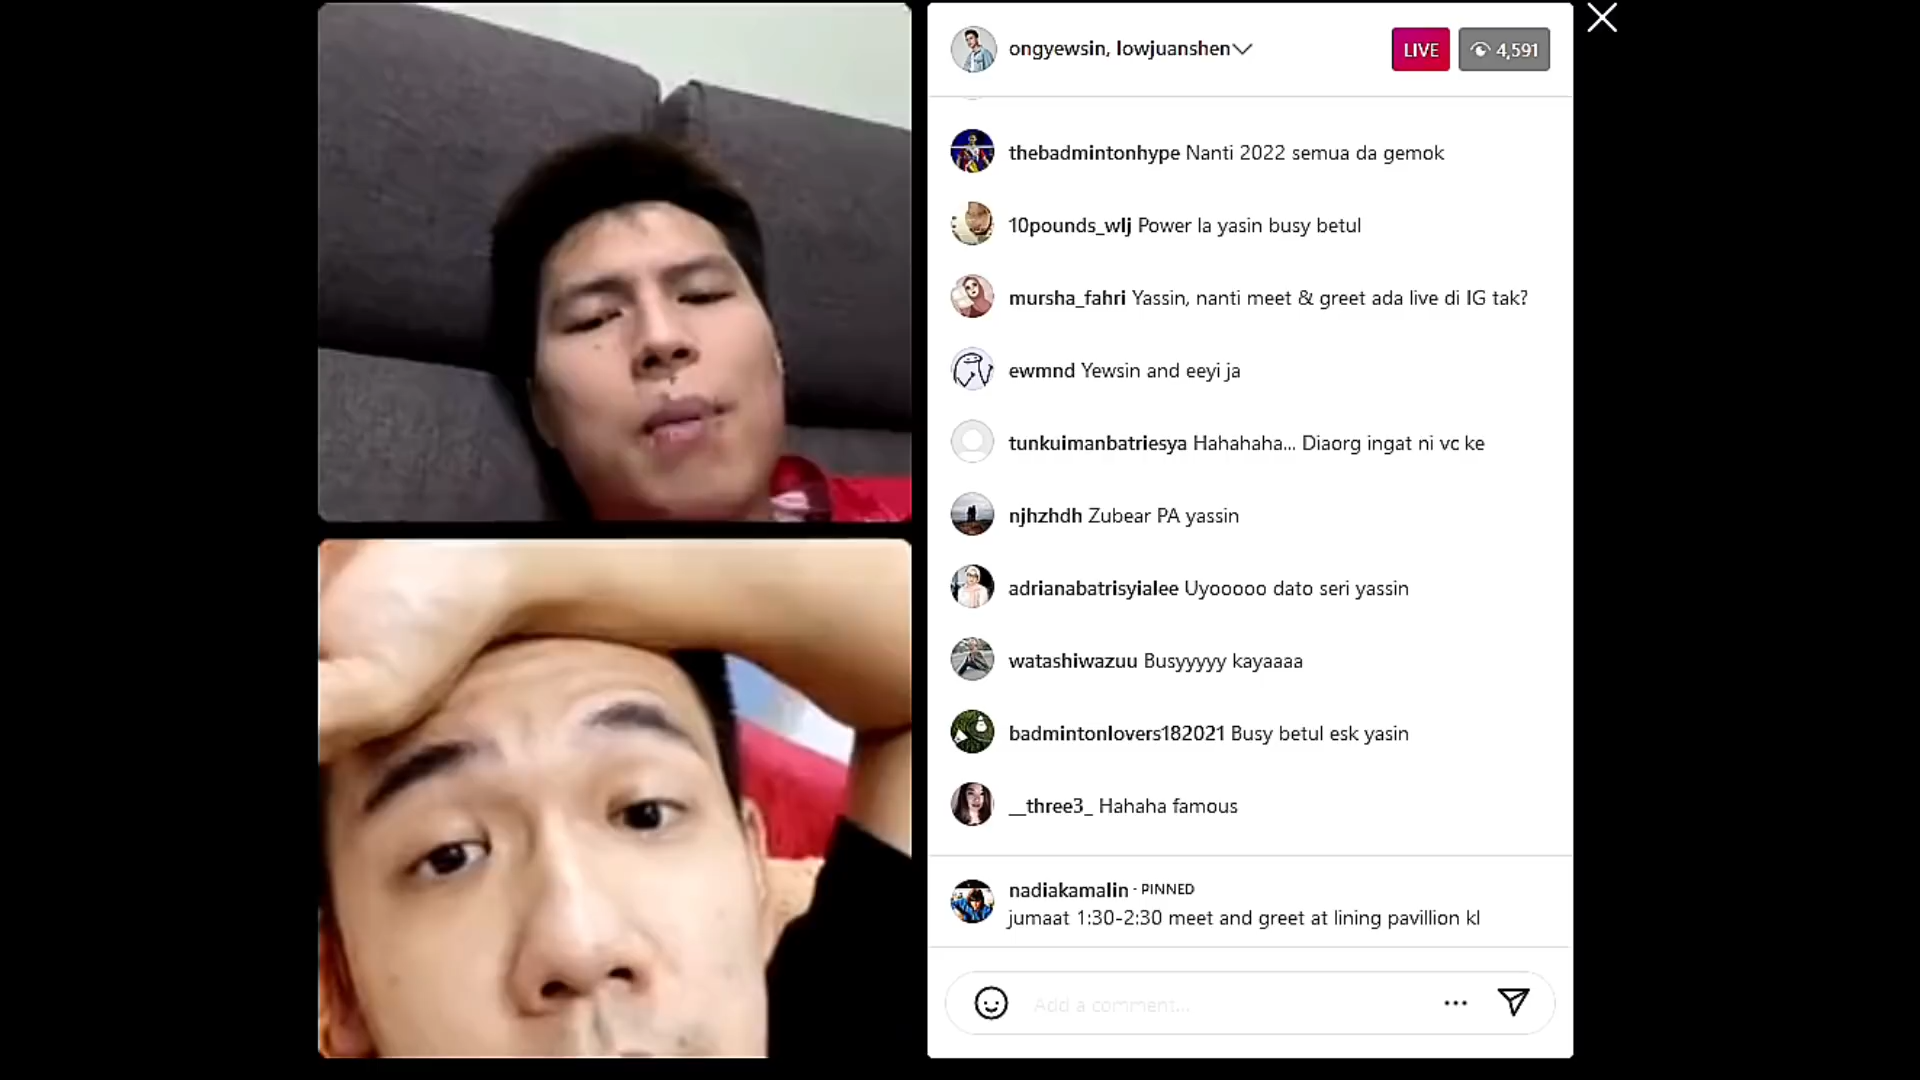 ongyewsin, lowjuanshen
LIVE
4,591
thebadmintonhype Nanti 2022 semua da gemok
10pounds_wlj Power la yasin busy betul
mursha_fahri Yassin, nanti meet & greet ada live di IG tak?
ewmnd Yewsin and eeyi ja
tunkuimanbatriesya Hahahaha... Diaorg ingat ni vc ke
njhzhdh Zubear PA yassin
adrianabatrisyialee Uyooooo dato seri yassin
watashiwazuu Busyyyyy kayaaaa
badmintonlovers182021 Busy betul esk yasin
__three3_ Hahaha famous
nadiakamalin · PINNED
jumaat 1:30-2:30 meet and greet at lining pavillion kl
Add a comment...